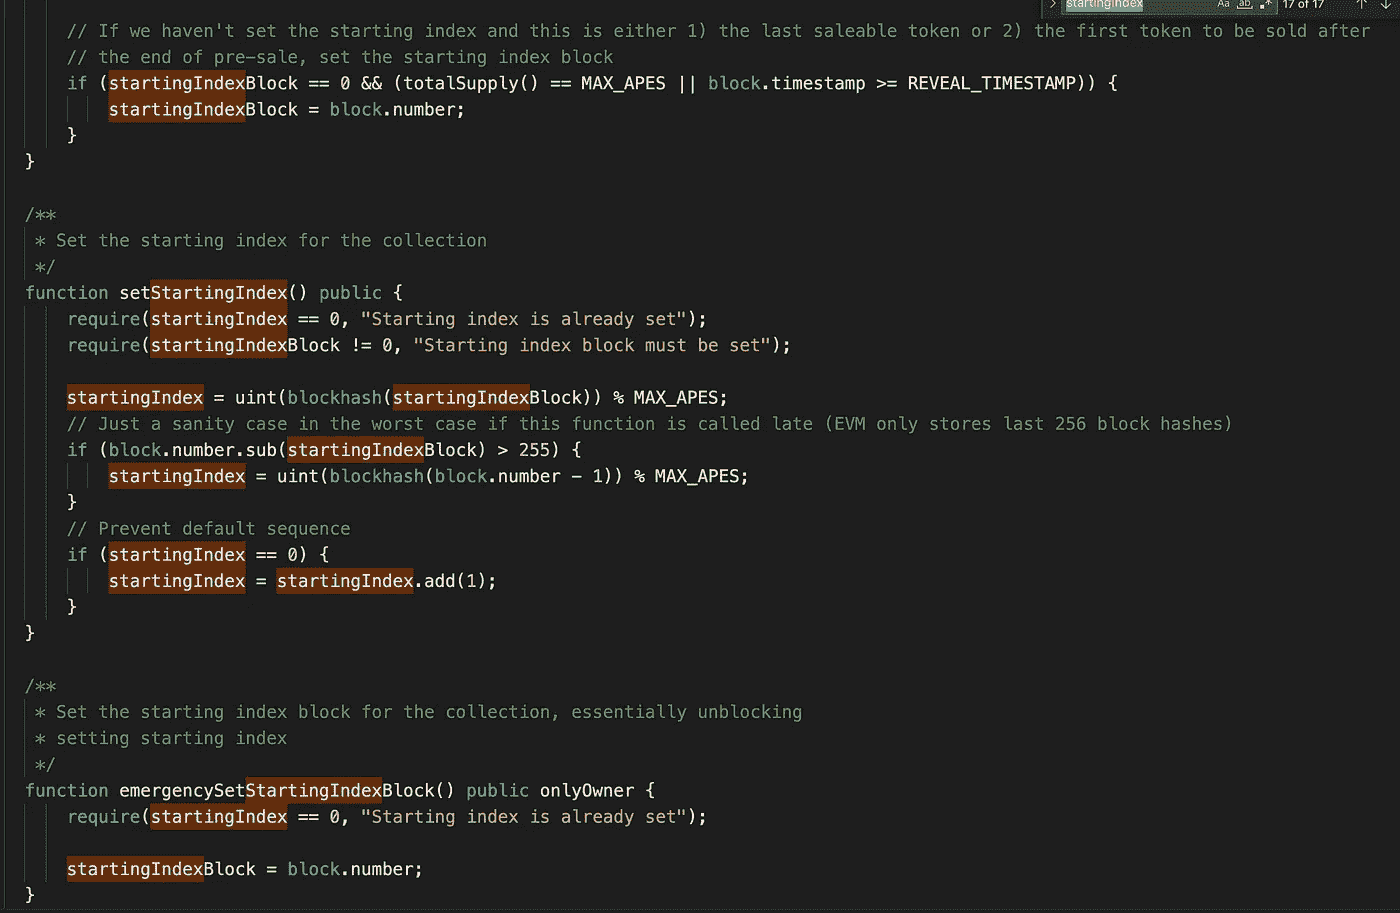 startingIndex Aa ab .* 17 of 17
// If we haven't set the starting index and this is either 1) the last saleable token or 2) the first token to be sold after
// the end of pre-sale, set the starting index block
if (startingIndexBlock == 0 && (totalSupply() == MAX_APES || block.timestamp >= REVEAL_TIMESTAMP)) {
startingIndexBlock = block.number;
}
}
/**
* Set the starting index for the collection
*/
function setStartingIndex() public {
require(startingIndex == 0, "Starting index is already set");
require(startingIndexBlock != 0, "Starting index block must be set");
startingIndex = uint(blockhash(startingIndexBlock)) % MAX_APES;
// Just a sanity case in the worst case if this function is called late (EVM only stores last 256 block hashes)
if (block.number.sub(startingIndexBlock) > 255) {
startingIndex = uint(blockhash(block.number - 1)) % MAX_APES;
}
// Prevent default sequence
if (startingIndex == 0) {
startingIndex = startingIndex.add(1);
}
}
/**
* Set the starting index block for the collection, essentially unblocking
* setting starting index
*/
function emergencySetStartingIndexBlock() public onlyOwner {
require(startingIndex == 0, "Starting index is already set");
startingIndexBlock = block.number;
}